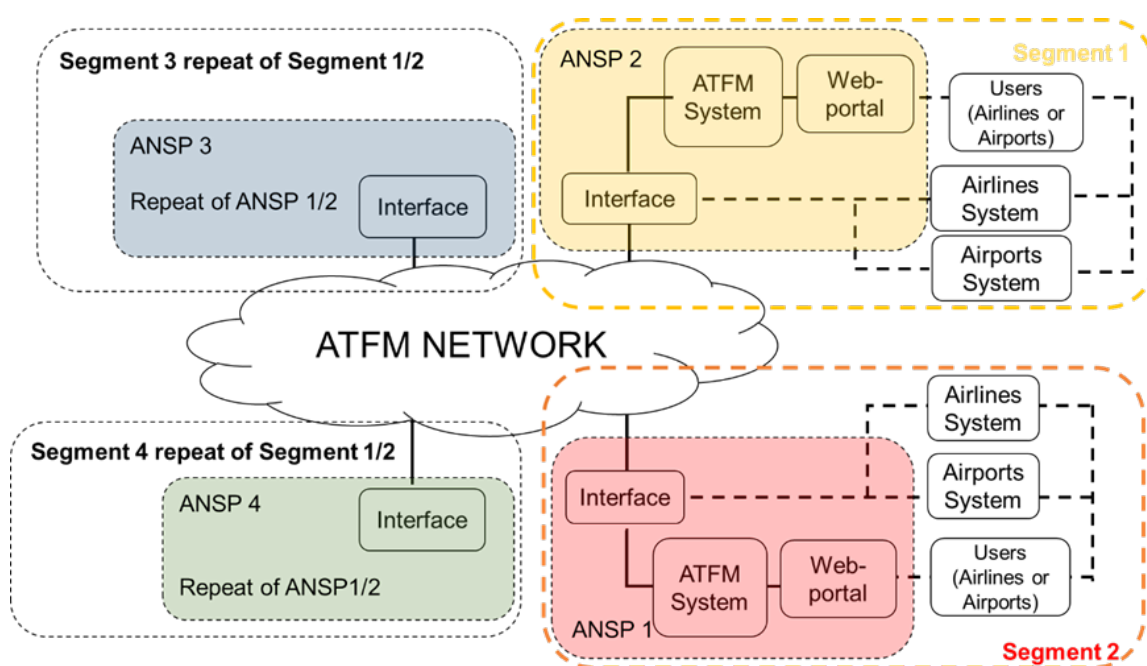 Segment 3 repeat of Segment 1/2
ANSP 3
Repeat of ANSP 1/2
Interface
Segment 1
ANSP 2
ATFM
System
Web-
portal
Users
(Airlines or
Airports)
Interface
Airlines
System
Airports
System
ATFM NETWORK
Segment 4 repeat of Segment 1/2
ANSP 4
Interface
Repeat of ANSP1/2
Airlines
System
Interface
Airports
System
ATFM
System
Web-
portal
Users
(Airlines or
Airports)
ANSP 1
Segment 2